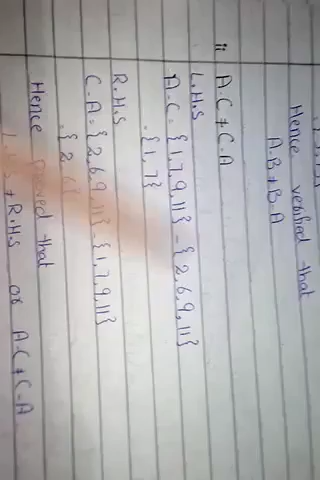 Hence verified that
A-B ≠ B-A
ii A-C ≠ C-A
L.H.S
A-C = {1,7,9,11} - {2,6,9,11}
= {1,7}
R.H.S
C-A = {2,6,9,11} - {1,7,9,11}
= {2,6}
Hence proved that
L.H.S ≠ R.H.S or A-C ≠ C-A